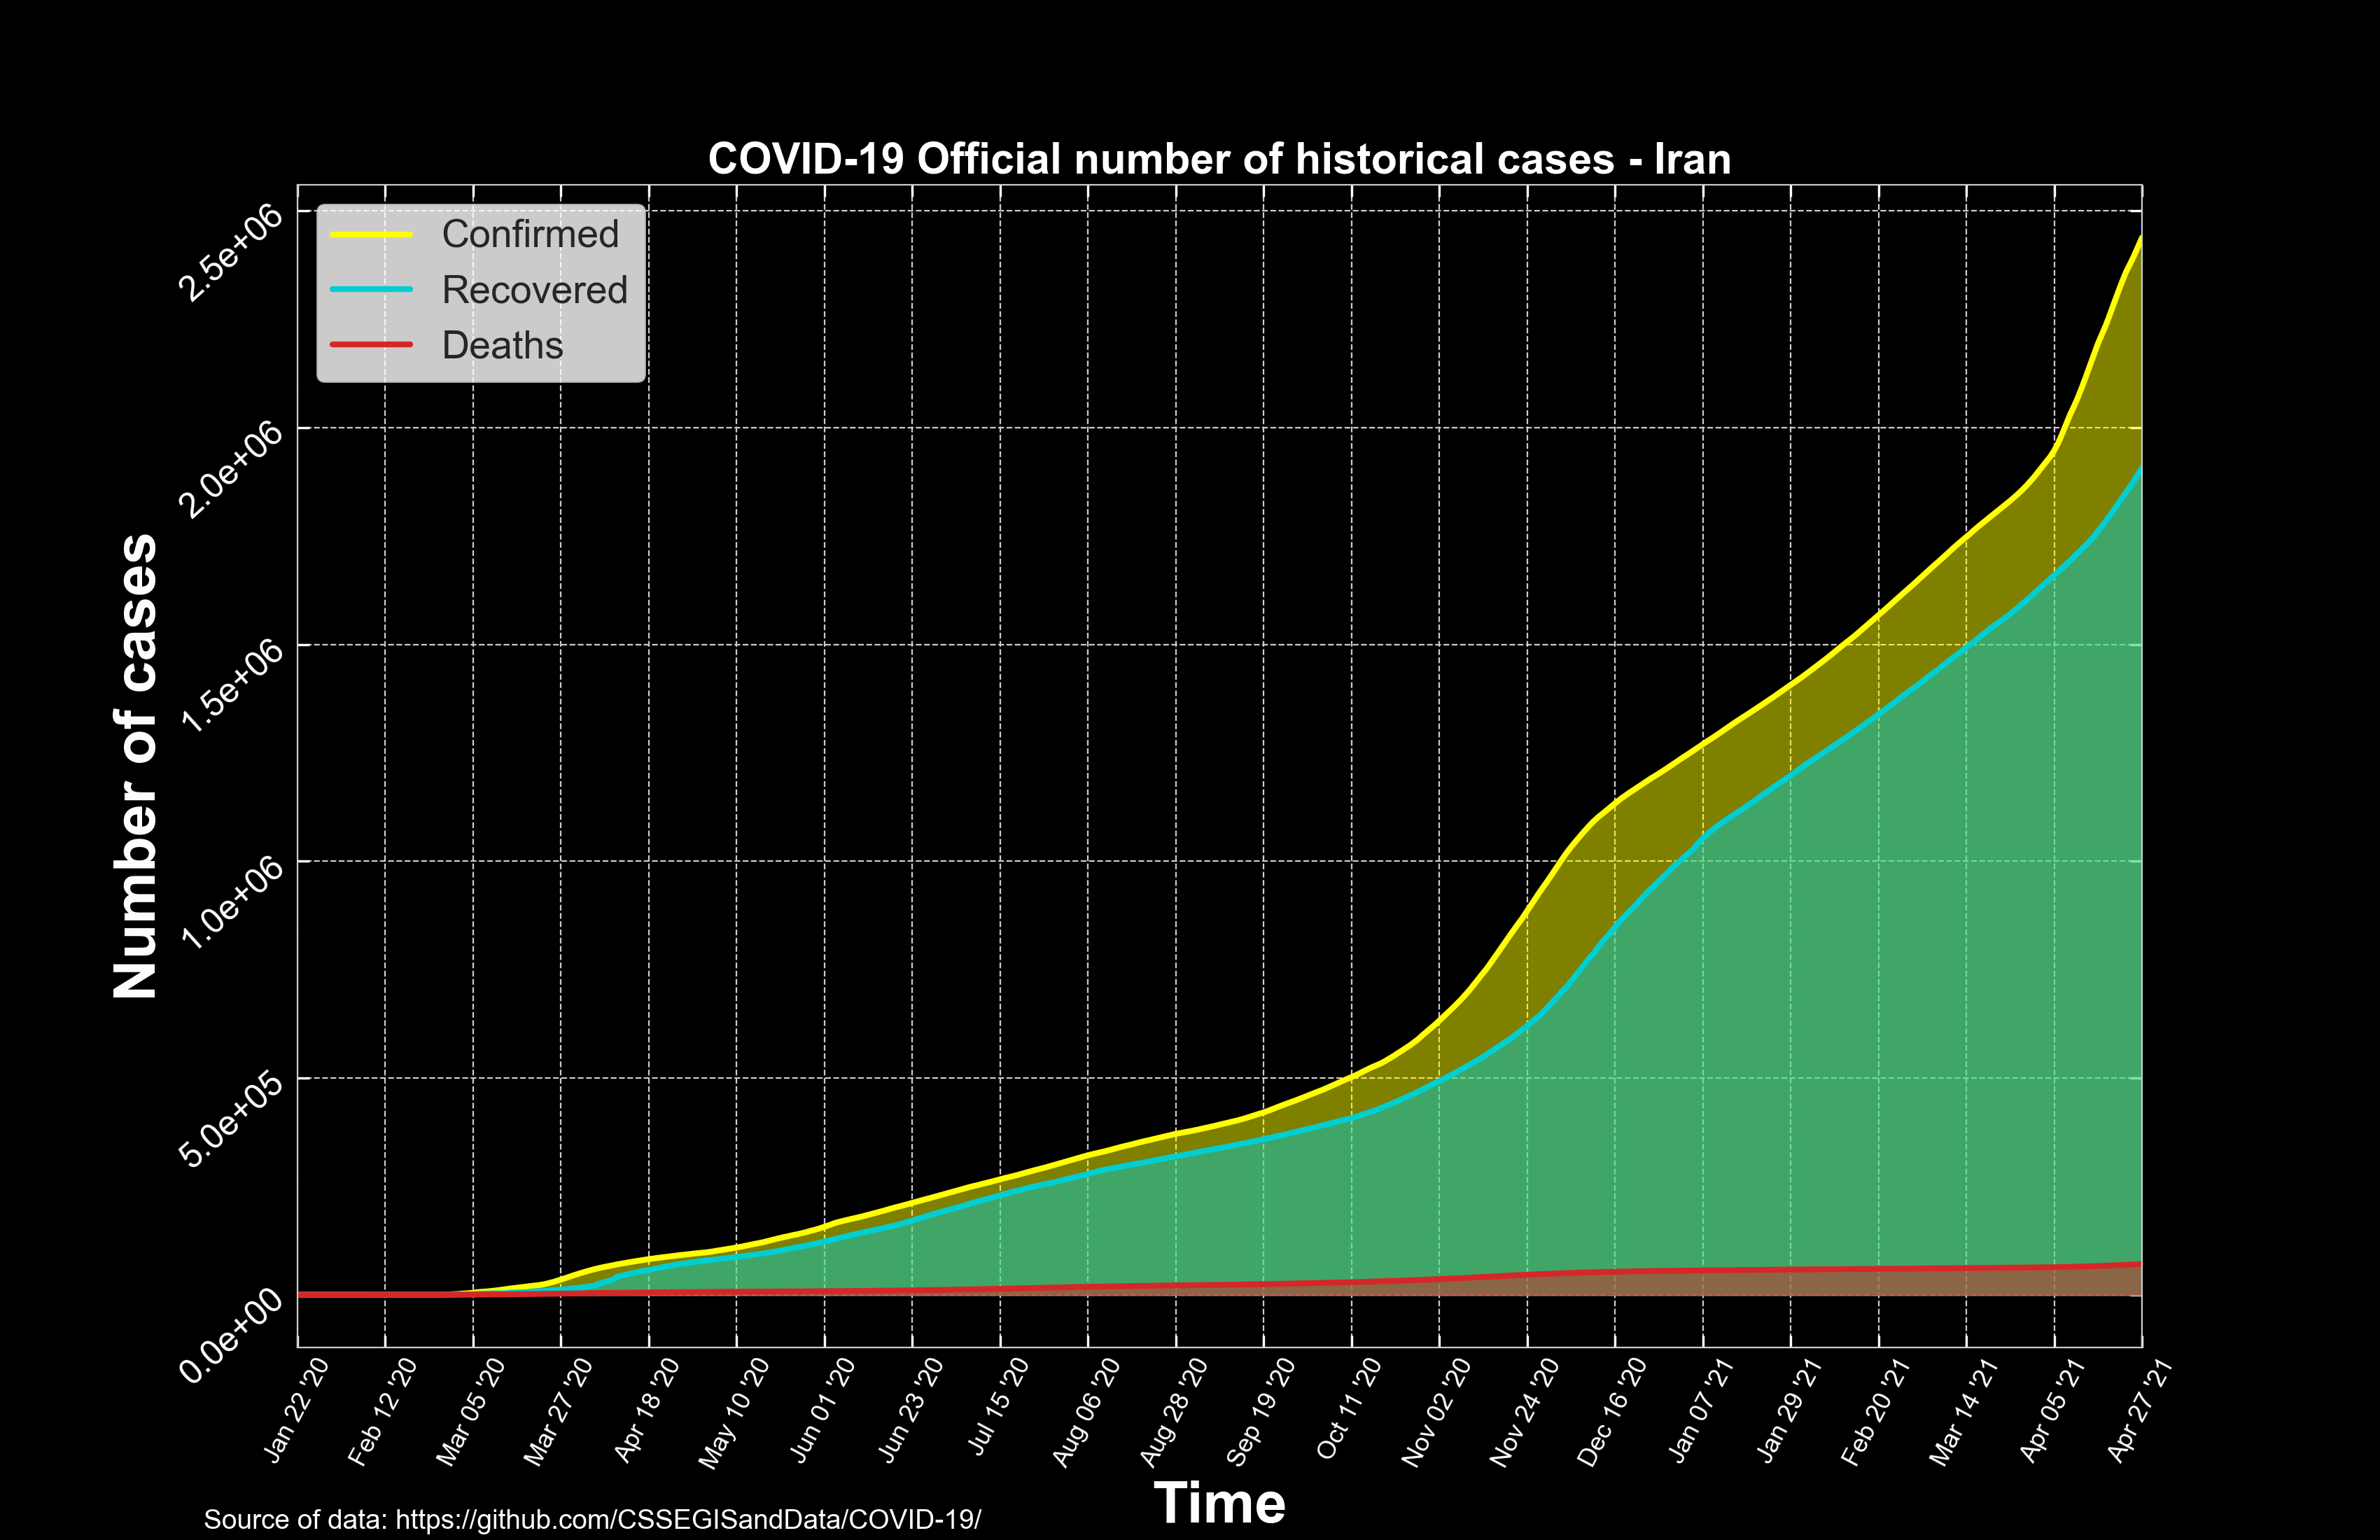 COVID-19 Official number of historical cases - Iran
Confirmed
Recovered
Deaths
Number of cases
2.5e+06
2.0e+06
1.5e+06
1.0e+06
5.0e+05
0.0e+00
Jan 22 '20
Feb 12 '20
Mar 05 '20
Mar 27 '20
Apr 18 '20
May 10 '20
Jun 01 '20
Jun 23 '20
Jul 15 '20
Aug 06 '20
Aug 28 '20
Sep 19 '20
Oct 11 '20
Nov 02 '20
Nov 24 '20
Dec 16 '20
Jan 07 '21
Jan 29 '21
Feb 20 '21
Mar 14 '21
Apr 05 '21
Apr 27 '21
Time
Source of data: https://github.com/CSSEGISandData/COVID-19/